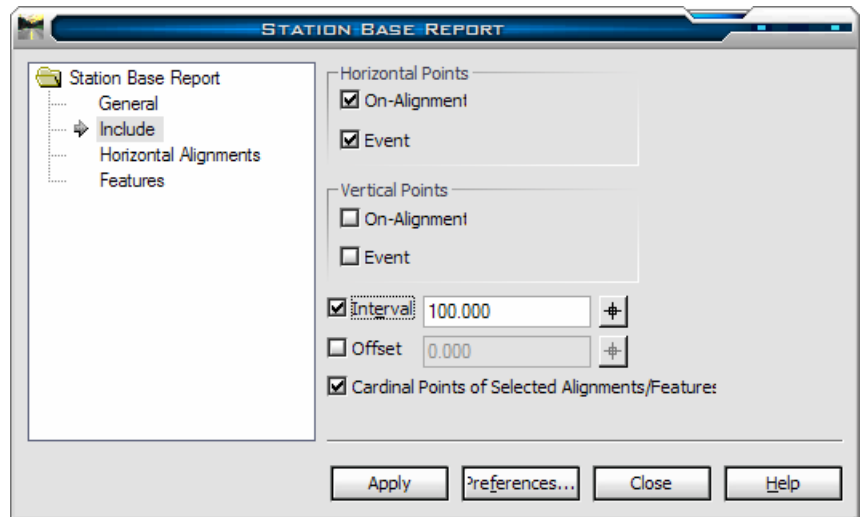 STATION BASE REPORT
Station Base Report
General
Include
Horizontal Alignments
Features
Horizontal Points
On-Alignment
Event
Vertical Points
On-Alignment
Event
Interval 100.000
Offset 0.000
Cardinal Points of Selected Alignments/Features
Apply Preferences... Close Help